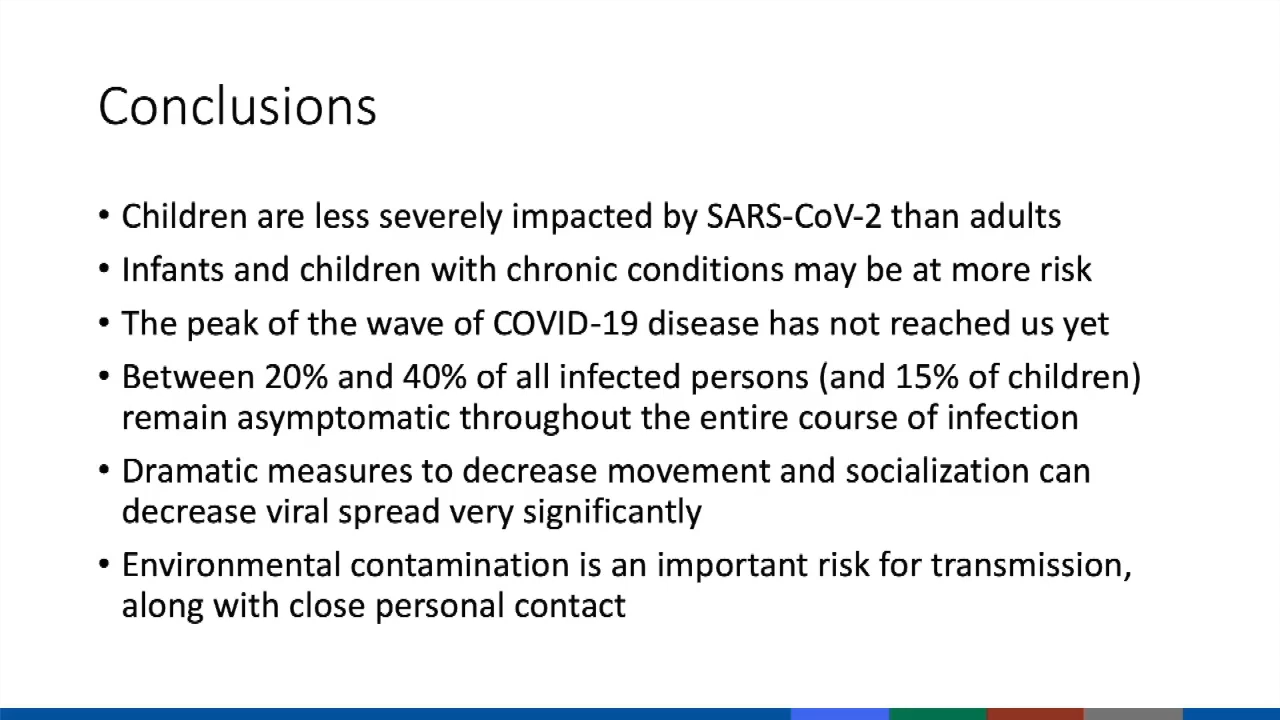 Conclusions
• Children are less severely impacted by SARS-CoV-2 than adults
• Infants and children with chronic conditions may be at more risk
• The peak of the wave of COVID-19 disease has not reached us yet
• Between 20% and 40% of all infected persons (and 15% of children)
remain asymptomatic throughout the entire course of infection
• Dramatic measures to decrease movement and socialization can
decrease viral spread very significantly
• Environmental contamination is an important risk for transmission,
along with close personal contact